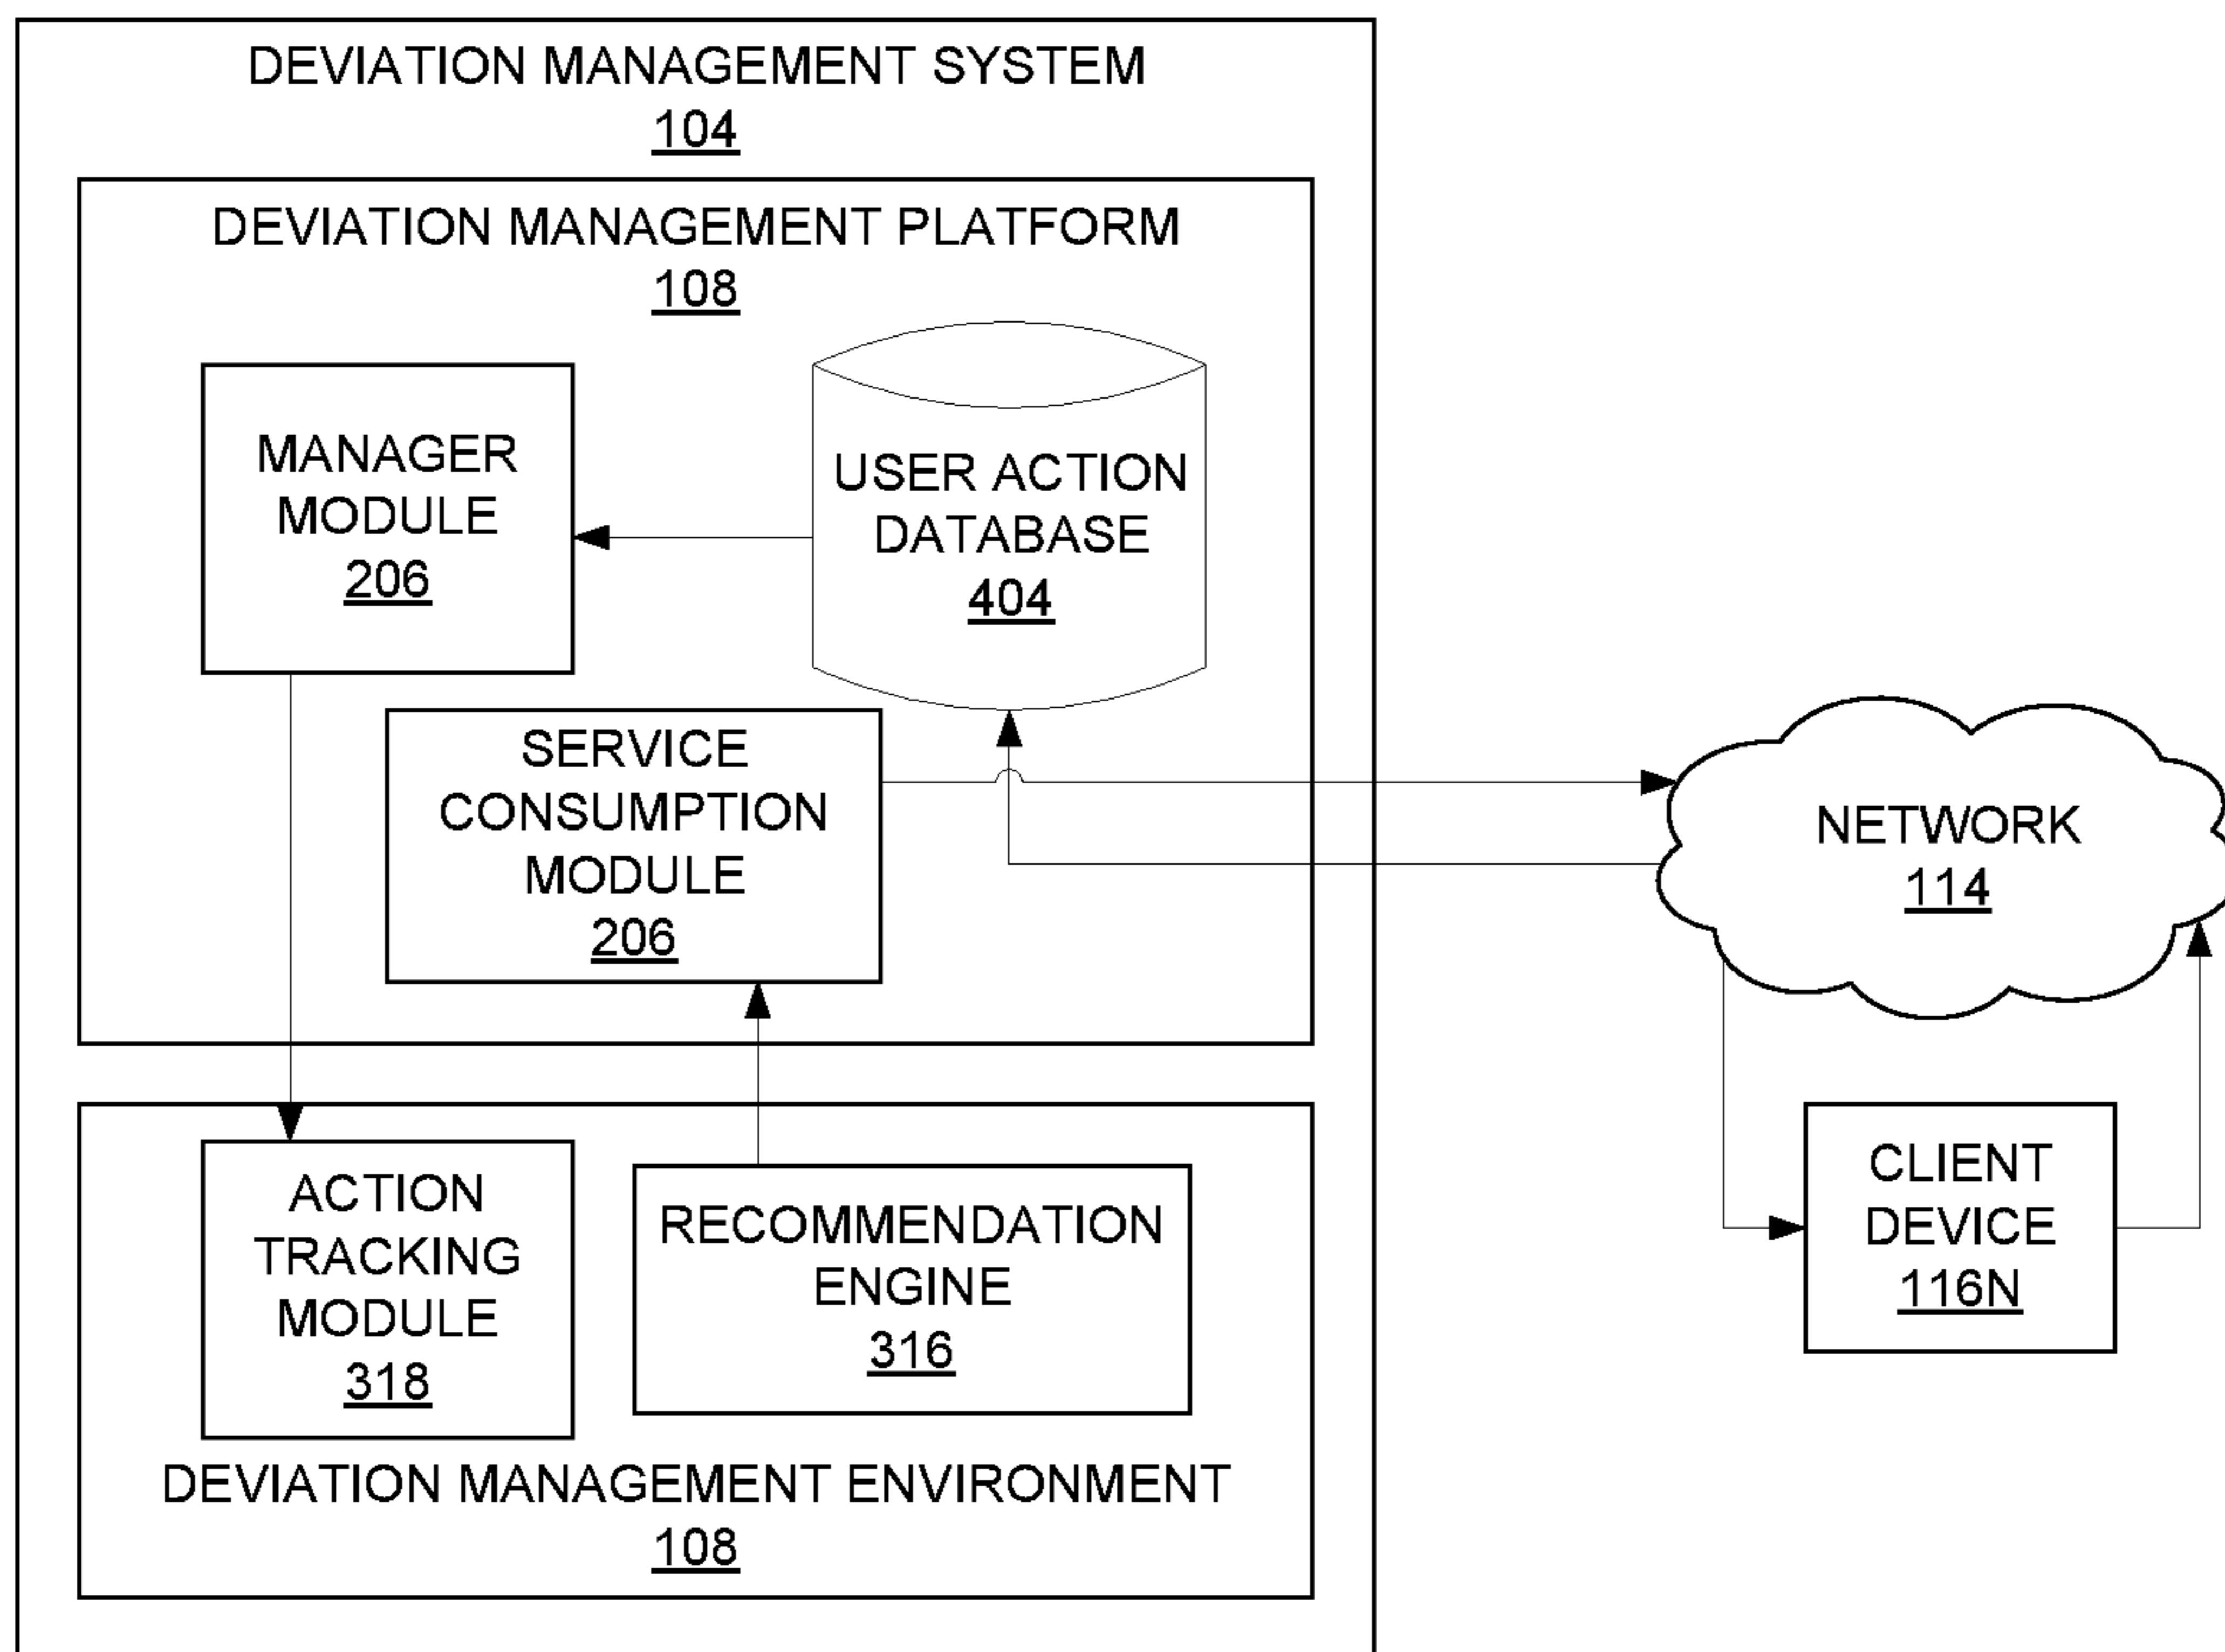 DEVIATION MANAGEMENT SYSTEM
104
DEVIATION MANAGEMENT PLATFORM
108
MANAGER
MODULE
206
USER ACTION
DATABASE
404
SERVICE
CONSUMPTION
MODULE
206
NETWORK
114
ACTION
TRACKING
MODULE
318
RECOMMENDATION
ENGINE
316
CLIENT
DEVICE
116N
DEVIATION MANAGEMENT ENVIRONMENT
108